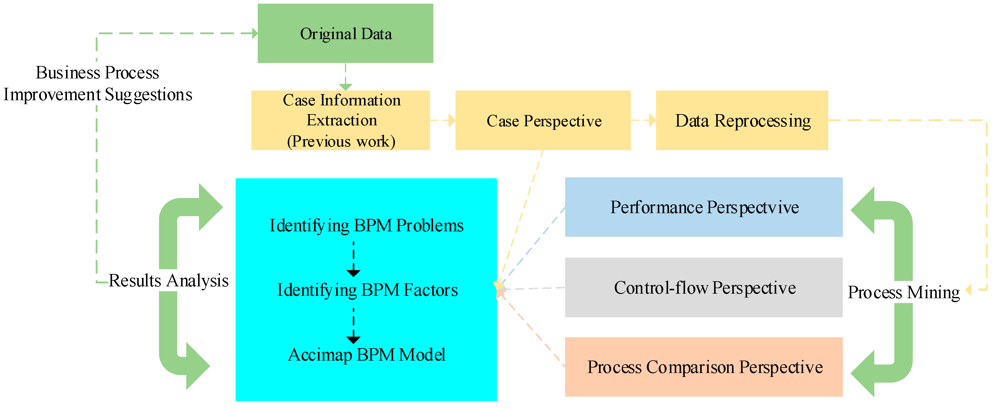 Original Data
Business Process
Improvement Suggestions
Case Information
Extraction
(Previous work)
Case Perspective
Data Reprocessing
Identifying BPM Problems
Identifying BPM Factors
Accimap BPM Model
Results Analysis
Performance Perspectvive
Control-flow Perspective
Process Comparison Perspective
Process Mining